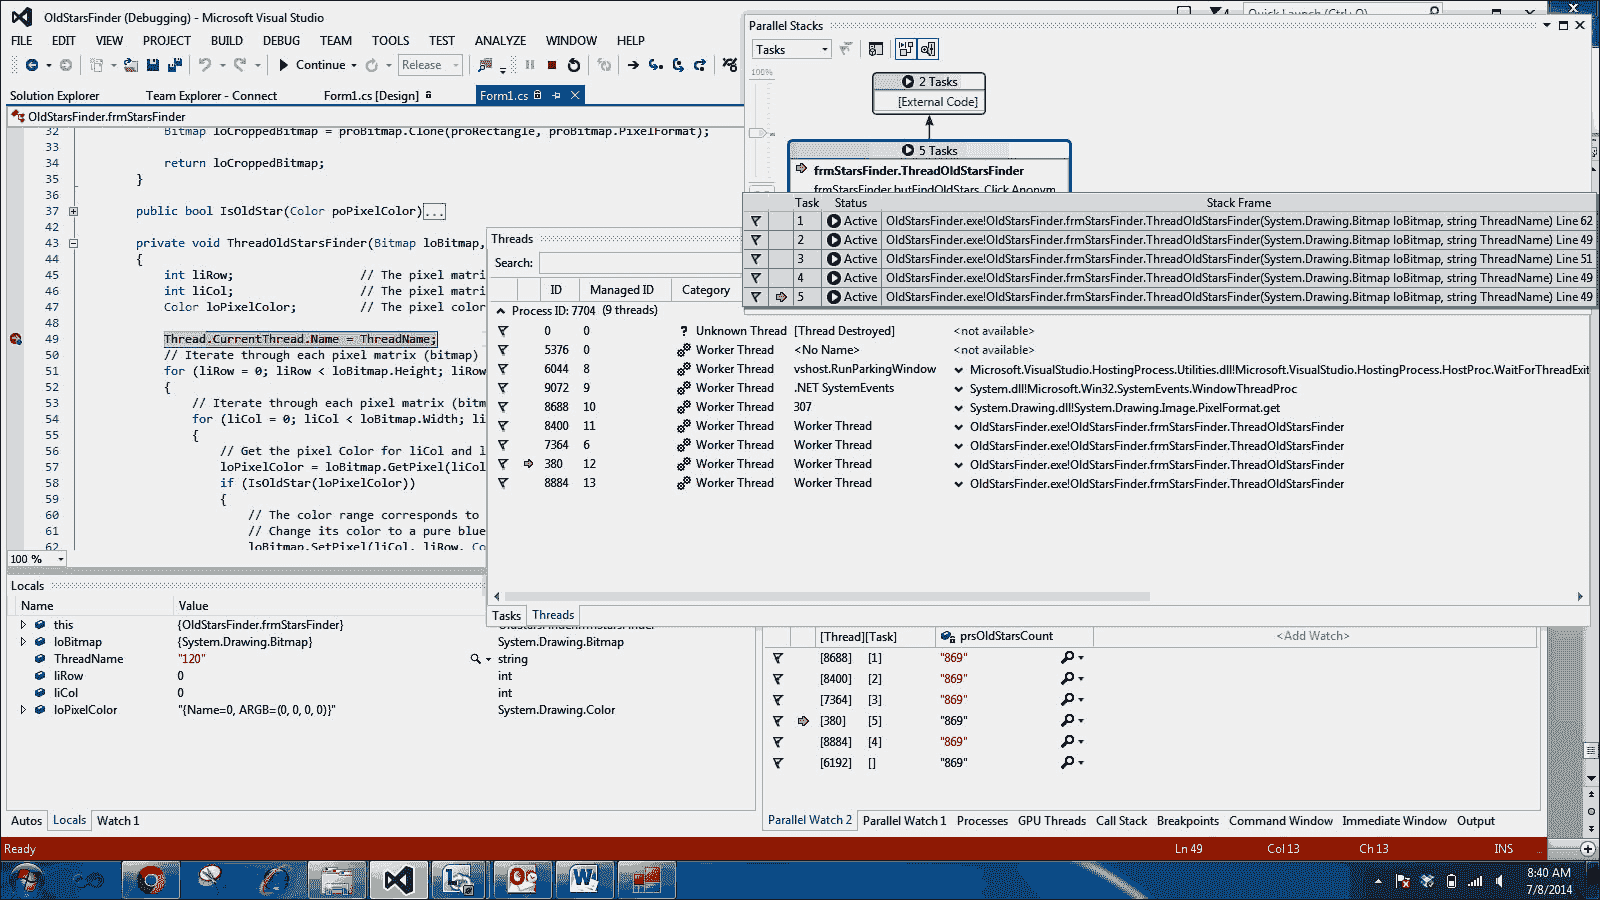 OldStarsFinder (Debugging) - Microsoft Visual Studio
4
Quick Launch (Ctrl+Q)
FILE EDIT VIEW PROJECT BUILD DEBUG TEAM TOOLS TEST ANALYZE WINDOW HELP
Continue
Release
Solution Explorer
Team Explorer - Connect
Form1.cs [Design]
Form1.cs
OldStarsFinder.frmStarsFinder
32 Bitmap loCroppedBitmap = proBitmap.Clone(proRectangle, proBitmap.PixelFormat);
33
34 return loCroppedBitmap;
35 }
36
37 public bool IsOldStar(Color poPixelColor)...
42
43 private void ThreadOldStarsFinder(Bitmap loBitmap,
44 {
45 int liRow; // The pixel matri
46 int liCol; // The pixel matri
47 Color loPixelColor; // The pixel color
48
49 Thread.CurrentThread.Name = ThreadName;
50 // Iterate through each pixel matrix (bitmap)
51 for (liRow = 0; liRow < loBitmap.Height; liRow
52 {
53 // Iterate through each pixel matrix (bitm
54 for (liCol = 0; liCol < loBitmap.Width; li
55 {
56 // Get the pixel Color for liCol and l
57 loPixelColor = loBitmap.GetPixel(liCol
58 if (IsOldStar(loPixelColor))
59 {
60 // The color range corresponds to
61 // Change its color to a pure blue
62 loBitmap.SetPixel(liCol, liRow, Co
100 %
Parallel Stacks
Tasks
100%
2 Tasks
[External Code]
5 Tasks
frmStarsFinder.ThreadOldStarsFinder
frmStarsFinder.butFindOldStars_Click.Anonym
Task Status Stack Frame
1 Active OldStarsFinder.exe!OldStarsFinder.frmStarsFinder.ThreadOldStarsFinder(System.Drawing.Bitmap loBitmap, string ThreadName) Line 62
2 Active OldStarsFinder.exe!OldStarsFinder.frmStarsFinder.ThreadOldStarsFinder(System.Drawing.Bitmap loBitmap, string ThreadName) Line 49
3 Active OldStarsFinder.exe!OldStarsFinder.frmStarsFinder.ThreadOldStarsFinder(System.Drawing.Bitmap loBitmap, string ThreadName) Line 51
4 Active OldStarsFinder.exe!OldStarsFinder.frmStarsFinder.ThreadOldStarsFinder(System.Drawing.Bitmap loBitmap, string ThreadName) Line 49
5 Active OldStarsFinder.exe!OldStarsFinder.frmStarsFinder.ThreadOldStarsFinder(System.Drawing.Bitmap loBitmap, string ThreadName) Line 49
Threads
Search:
ID Managed ID Category
Process ID: 7704 (9 threads)
0 0 ? Unknown Thread [Thread Destroyed] <not available>
5376 0 Worker Thread <No Name> <not available>
6044 8 Worker Thread vshost.RunParkingWindow Microsoft.VisualStudio.HostingProcess.Utilities.dll!Microsoft.VisualStudio.HostingProcess.HostProc.WaitForThreadExit
9072 9 Worker Thread .NET SystemEvents System.dll!Microsoft.Win32.SystemEvents.WindowThreadProc
8688 10 Worker Thread 307 System.Drawing.dll!System.Drawing.Image.PixelFormat.get
8400 11 Worker Thread Worker Thread OldStarsFinder.exe!OldStarsFinder.frmStarsFinder.ThreadOldStarsFinder
7364 6 Worker Thread Worker Thread OldStarsFinder.exe!OldStarsFinder.frmStarsFinder.ThreadOldStarsFinder
380 12 Worker Thread Worker Thread OldStarsFinder.exe!OldStarsFinder.frmStarsFinder.ThreadOldStarsFinder
8884 13 Worker Thread Worker Thread OldStarsFinder.exe!OldStarsFinder.frmStarsFinder.ThreadOldStarsFinder
Tasks Threads
Locals
Name Value
this {OldStarsFinder.frmStarsFinder} OldStarsFinder.frmStarsFinder
loBitmap {System.Drawing.Bitmap} System.Drawing.Bitmap
ThreadName "120" string
liRow 0 int
liCol 0 int
loPixelColor "{Name=0, ARGB=(0, 0, 0, 0)}" System.Drawing.Color
Autos Locals Watch 1
[Thread][Task] prsOldStarsCount <Add Watch>
[8688] [1] "869"
[8400] [2] "869"
[7364] [3] "869"
[380] [5] "869"
[8884] [4] "869"
[6192] [] "869"
Parallel Watch 2 Parallel Watch 1 Processes GPU Threads Call Stack Breakpoints Command Window Immediate Window Output
Ready
Ln 49 Col 13 Ch 13 INS
8:40 AM
7/8/2014